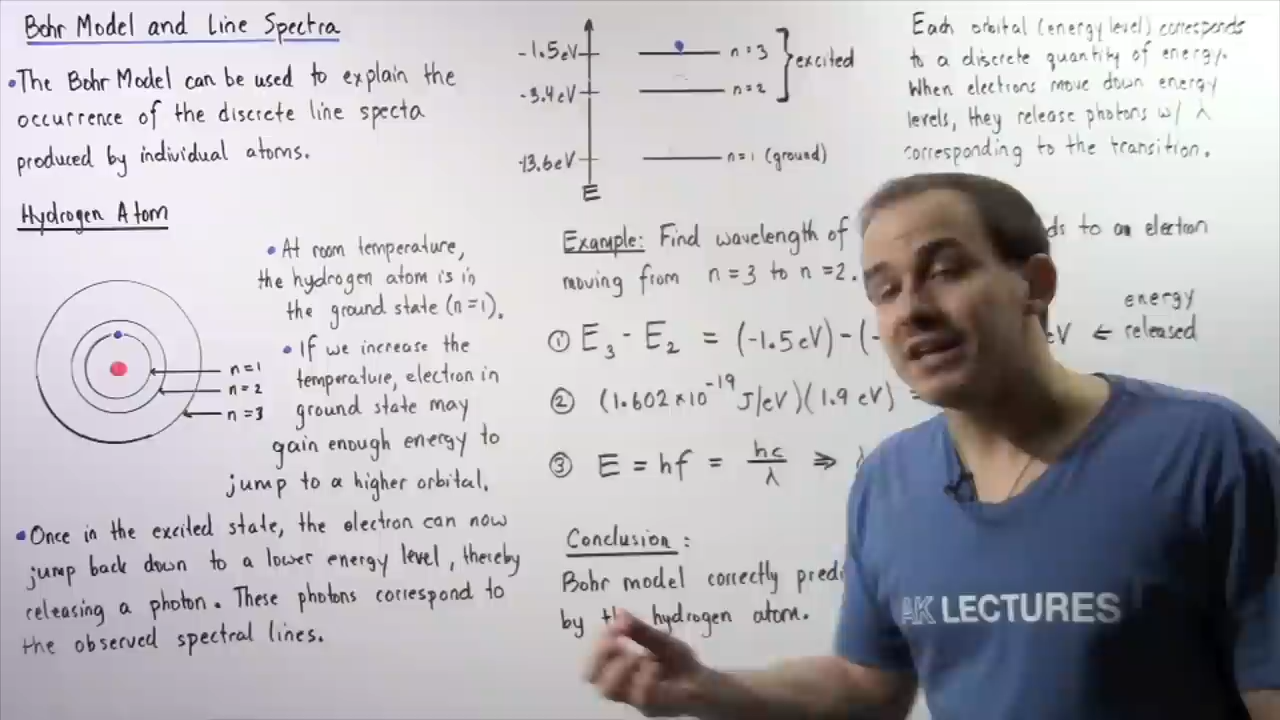 Bohr Model and Line Spectra
•The Bohr Model can be used to explain the
occurrence of the discrete line specta
produced by individual atoms.
Hydrogen Atom
• At room temperature,
the hydrogen atom is in
the ground state (n=1).
• If we increase the
temperature, electron in
ground state may
gain enough energy to
jump to a higher orbital.
n=1
n=2
n=3
•Once in the excited state, the electron can now
jump back down to a lower energy level, thereby
releasing a photon. These photons correspond to
the observed spectral lines.
-1.5eV n=3
-3.4eV n=2
excited
-13.6eV n=1 (ground)
E
Each orbital (energy level) corresponds
to a discrete quantity of energy.
When electrons move down energy
levels, they release photons w/ λ
corresponding to the transition.
Example: Find wavelength of ds to an electron
moving from n=3 to n=2.
① E₃ - E₂ = (-1.5eV) - (- eV ← energy
released
② (1.602×10⁻¹⁹ J/eV)(1.9 eV) =
③ E = hf = hc/λ ⇒ λ
Conclusion:
Bohr model correctly predi
by the hydrogen atom.
AK LECTURES